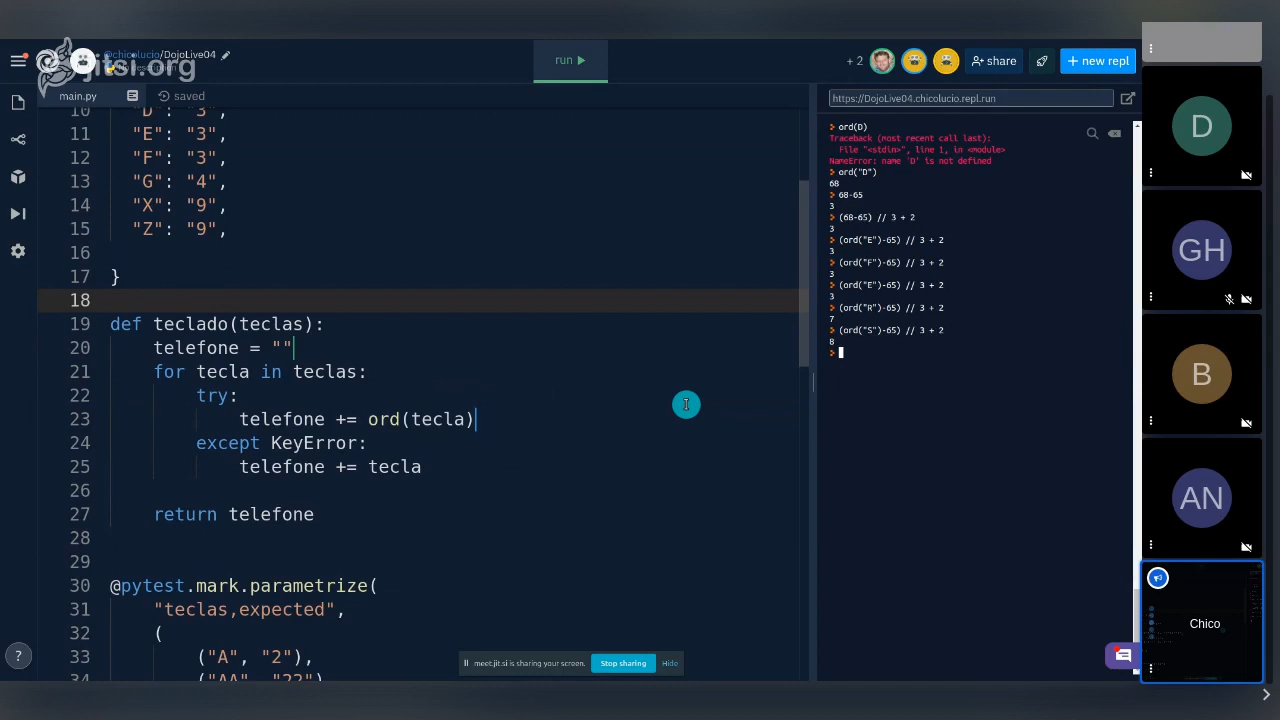 jitsi.org
@chicolucio/DojoLive04
run
+ 2
share
+ new repl
main.py
saved
10 "D": "3",
11 "E": "3",
12 "F": "3",
13 "G": "4",
14 "X": "9",
15 "Z": "9",
16
17 }
18
19 def teclado(teclas):
20 telefone = ""
21 for tecla in teclas:
22 try:
23 telefone += ord(tecla)
24 except KeyError:
25 telefone += tecla
26
27 return telefone
28
29
30 @pytest.mark.parametrize(
31 "teclas,expected",
32 (
33 ("A", "2"),
34 ("AA", "22"),
?
meet.jit.si is sharing your screen.
Stop sharing
Hide
https://DojoLive04.chicolucio.repl.run
ord(D)
Traceback (most recent call last):
File "<stdin>", line 1, in <module>
NameError: name 'D' is not defined
ord("D")
68
68-65
3
(68-65) // 3 + 2
3
(ord("E")-65) // 3 + 2
3
(ord("F")-65) // 3 + 2
3
(ord("E")-65) // 3 + 2
3
(ord("R")-65) // 3 + 2
7
(ord("S")-65) // 3 + 2
8
D
GH
B
AN
Chico